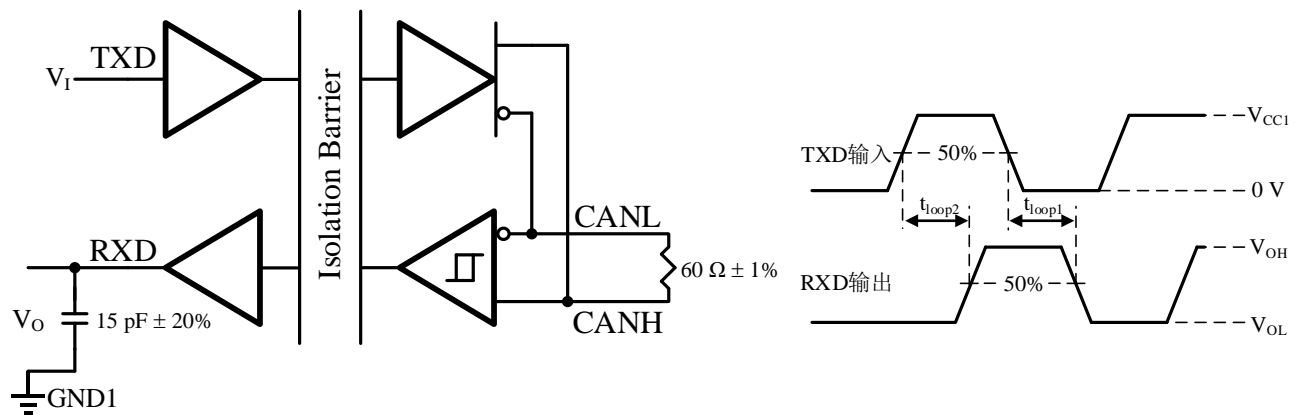 TXD
V_I
Isolation Barrier
RXD
V_O
15 pF ± 20%
GND1
CANL
60 Ω ± 1%
CANH
V_CC1
TXD输入
50%
0 V
t_loop2
t_loop1
V_OH
RXD输出
50%
V_OL